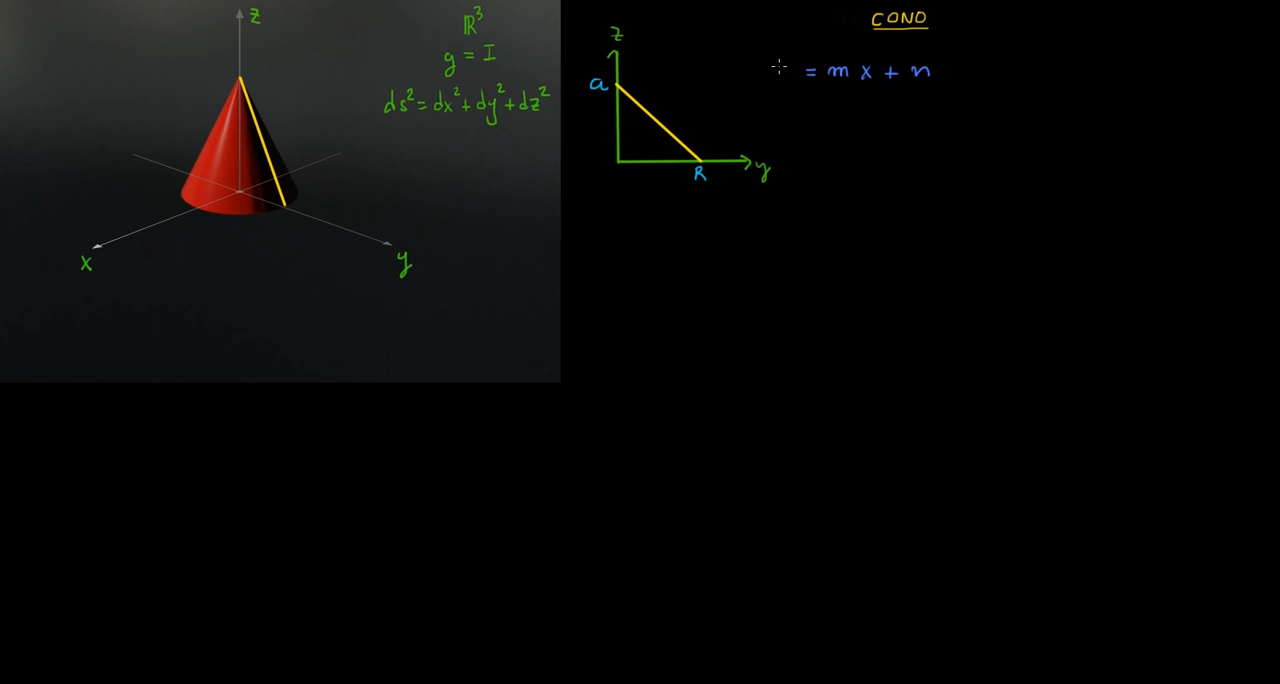 z
ℝ³
g = I
ds² = dx² + dy² + dz²
x
y
CONO
z
a
= m x + n
R
y